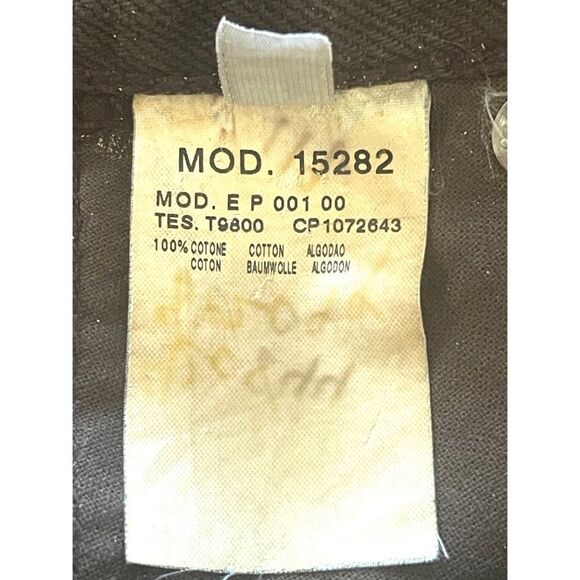 MOD. 15282
MOD. E P 001 00
TES. T9800 CP1072643
100% COTONE COTTON ALGODAO
COTON BAUMWOLLE ALGODON